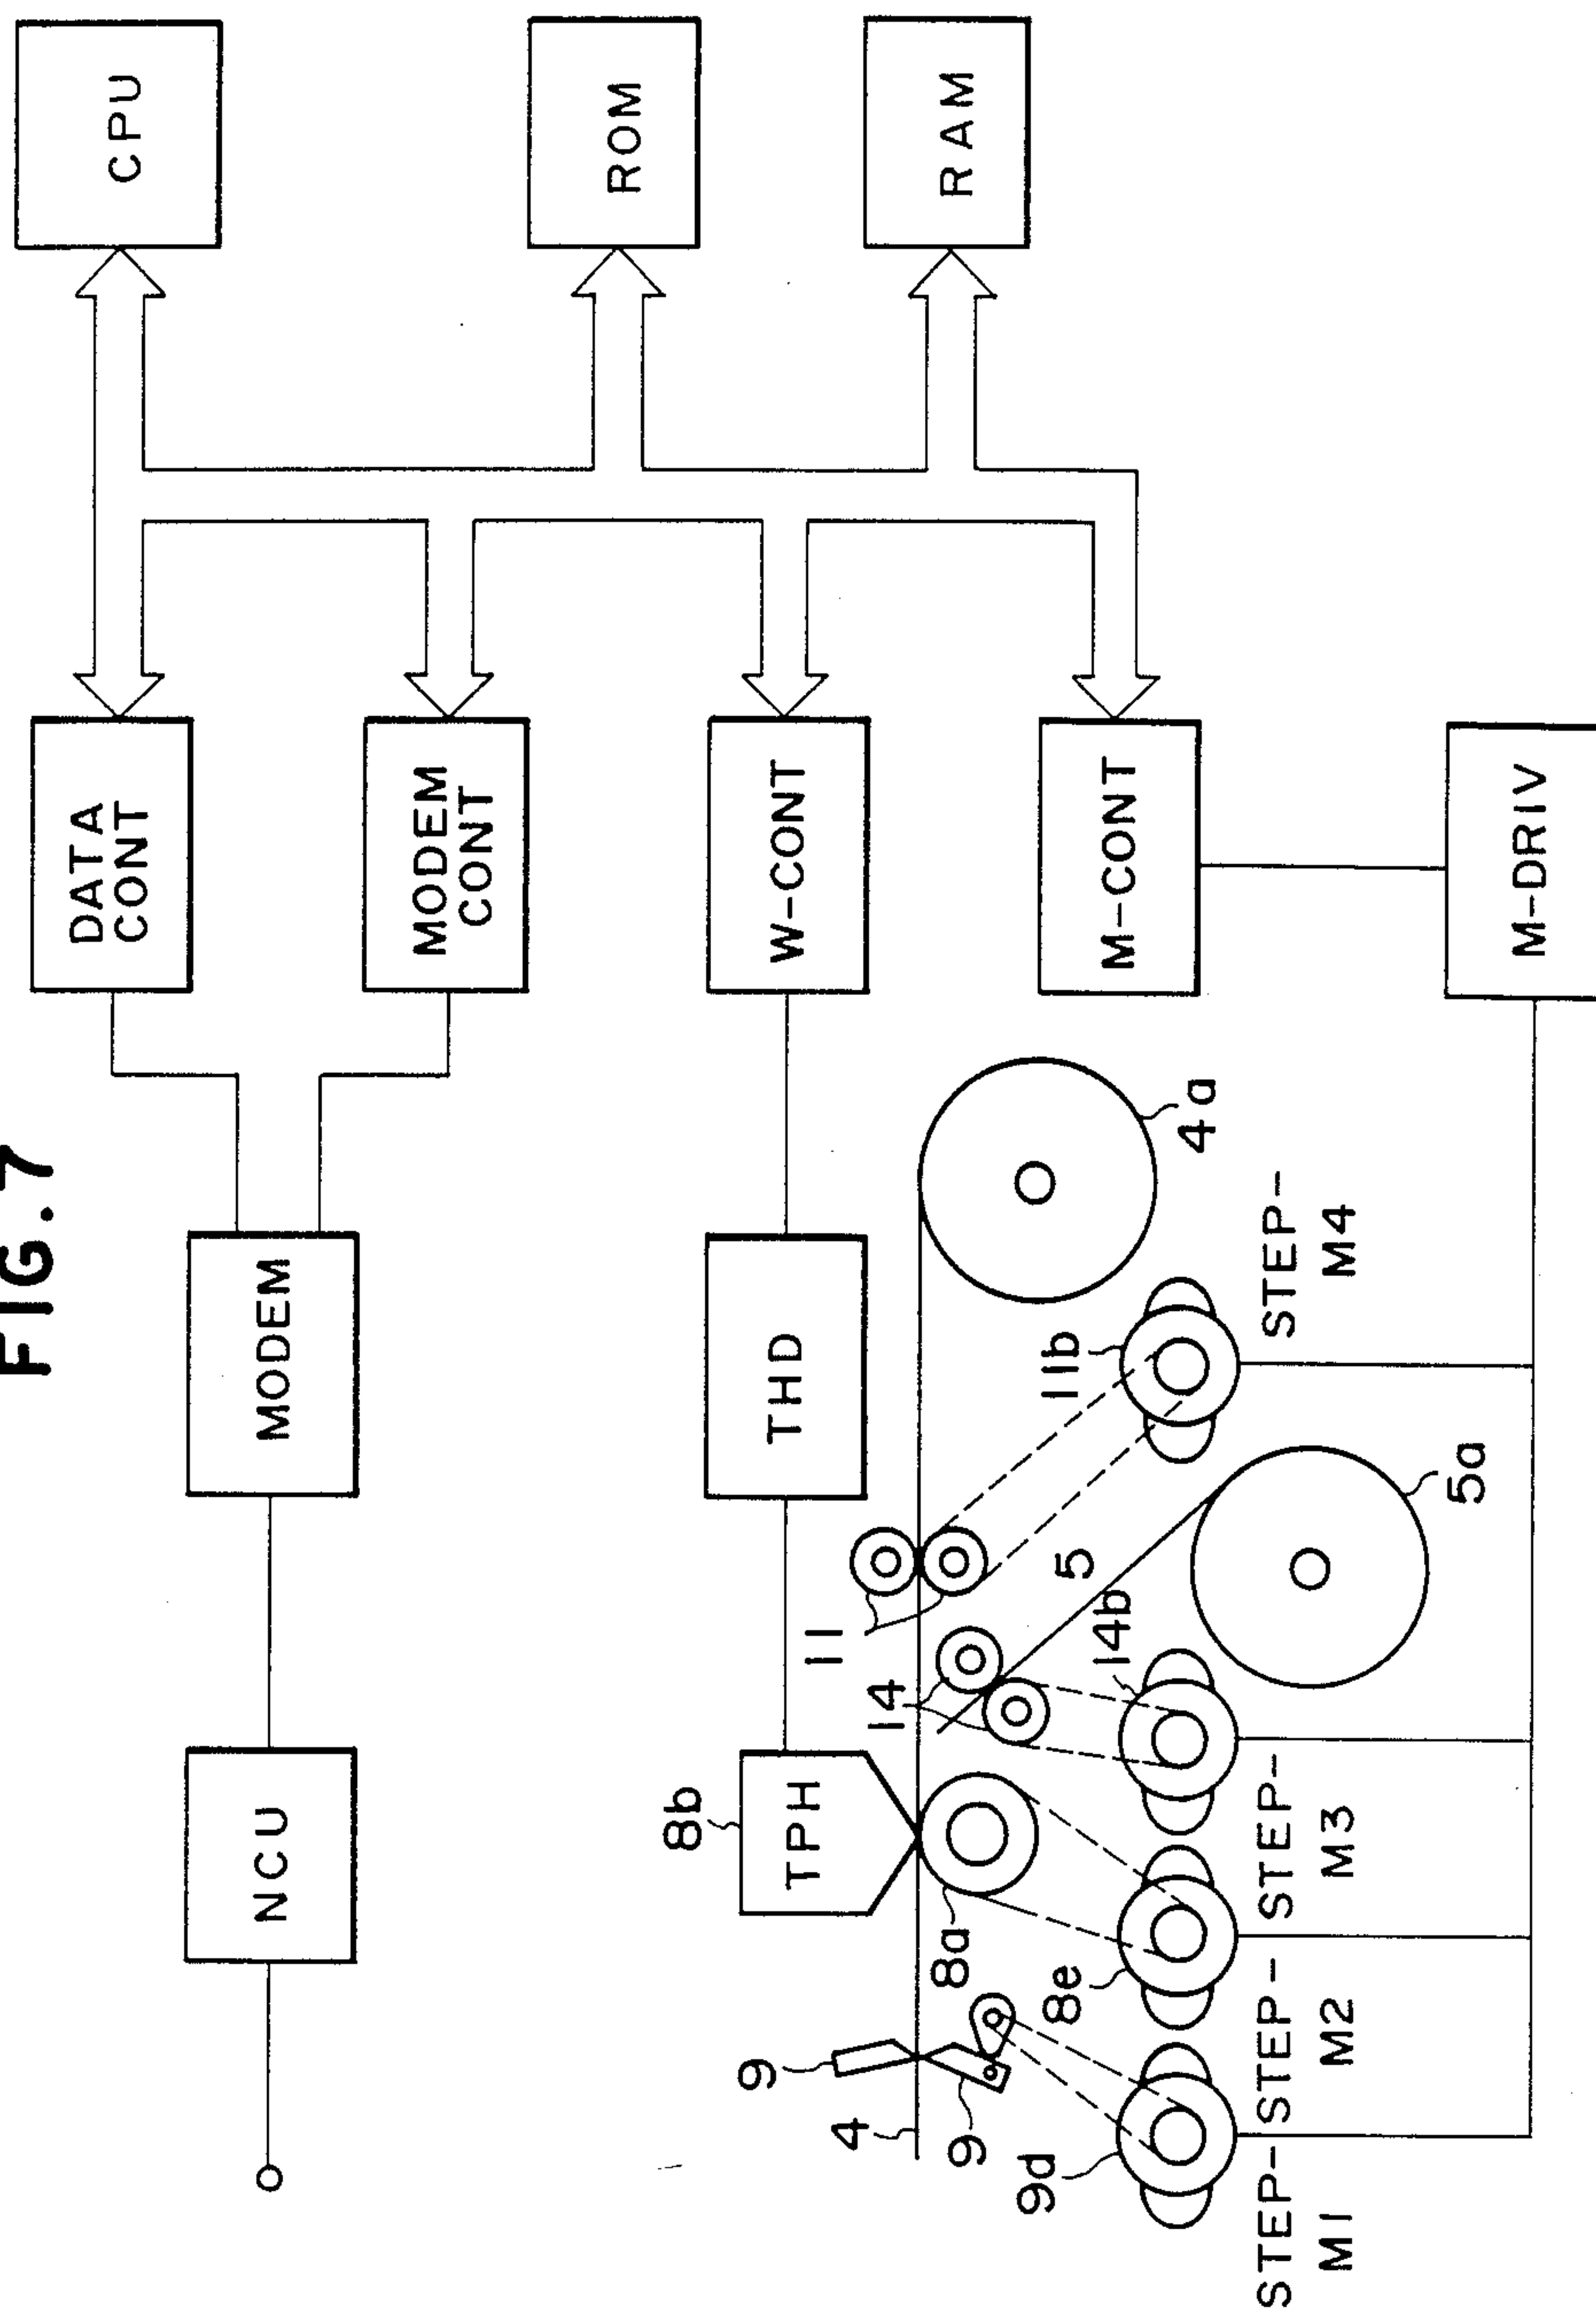 FIG.7
NCU
MODEM
DATA
CONT
CPU
MODEM
CONT
ROM
8b
TPH
THD
W-CONT
RAM
9
4
9
8a
14
11
9d
8e
14b
5
11b
4a
M-CONT
STEP-
M1
STEP-
M2
STEP-
M3
STEP-
M4
5a
M-DRIV